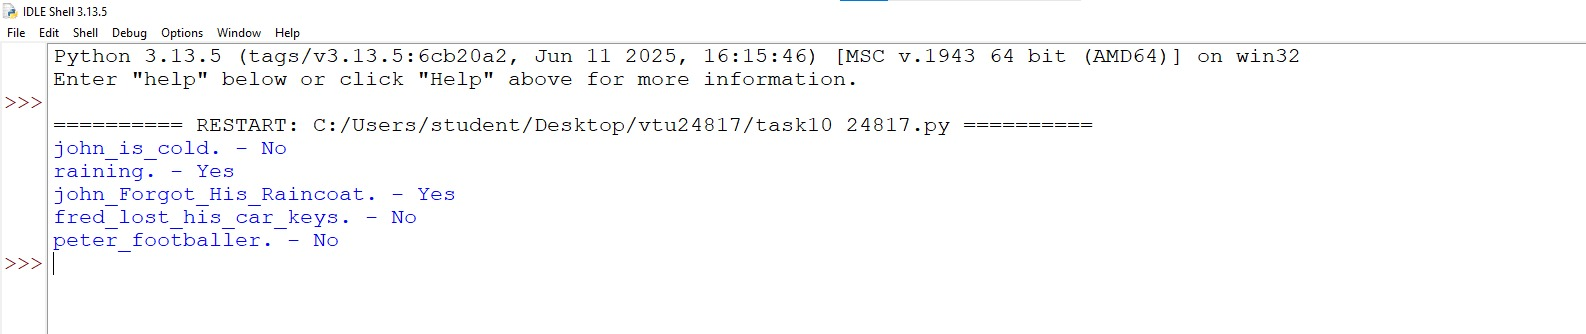 IDLE Shell 3.13.5
File Edit Shell Debug Options Window Help
Python 3.13.5 (tags/v3.13.5:6cb20a2, Jun 11 2025, 16:15:46) [MSC v.1943 64 bit (AMD64)] on win32
Enter "help" below or click "Help" above for more information.
>>>
========== RESTART: C:/Users/student/Desktop/vtu24817/task10 24817.py ==========
john_is_cold. - No
raining. - Yes
john_Forgot_His_Raincoat. - Yes
fred_lost_his_car_keys. - No
peter_footballer. - No
>>>